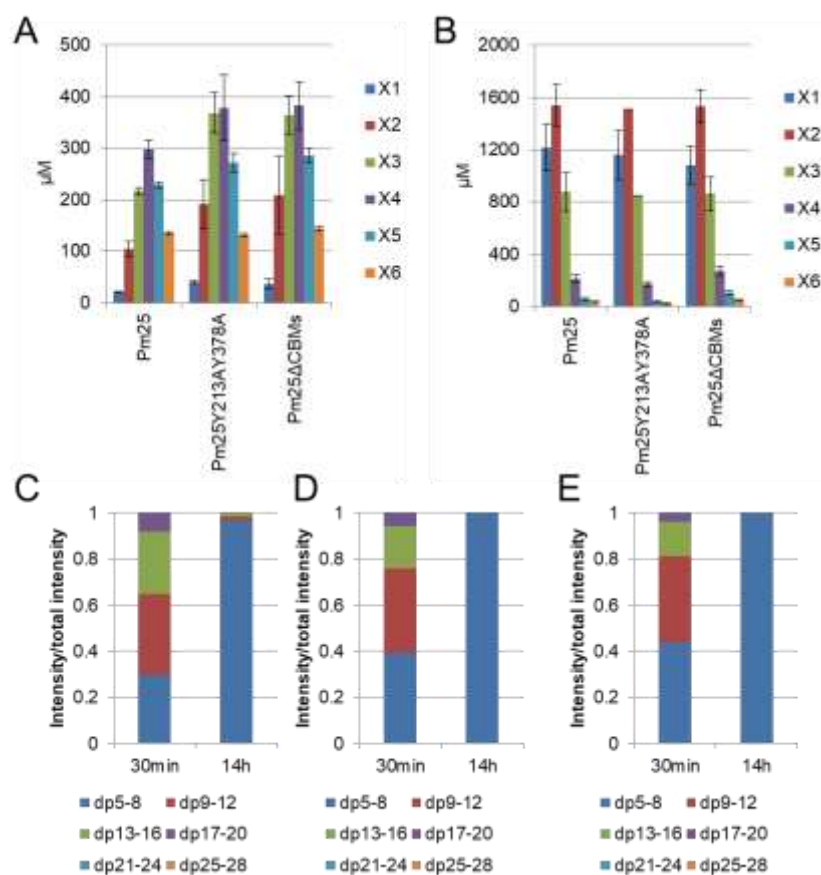 A
500
400
300
200
100
0
µM
Pm25
Pm25Y213AY378A
Pm25ΔCBMs
X1
X2
X3
X4
X5
X6
B
2000
1600
1200
800
400
0
µM
Pm25
Pm25Y213AY378A
Pm25ΔCBMs
X1
X2
X3
X4
X5
X6
C
Intensity/total intensity
1
0.8
0.6
0.4
0.2
0
30min 14h
dp5-8 dp9-12
dp13-16 dp17-20
dp21-24 dp25-28
D
Intensity/total intensity
1
0.8
0.6
0.4
0.2
0
30min 14h
dp5-8 dp9-12
dp13-16 dp17-20
dp21-24 dp25-28
E
Intensity/total intensity
1
0.8
0.6
0.4
0.2
0
30min 14h
dp5-8 dp9-12
dp13-16 dp17-20
dp21-24 dp25-28